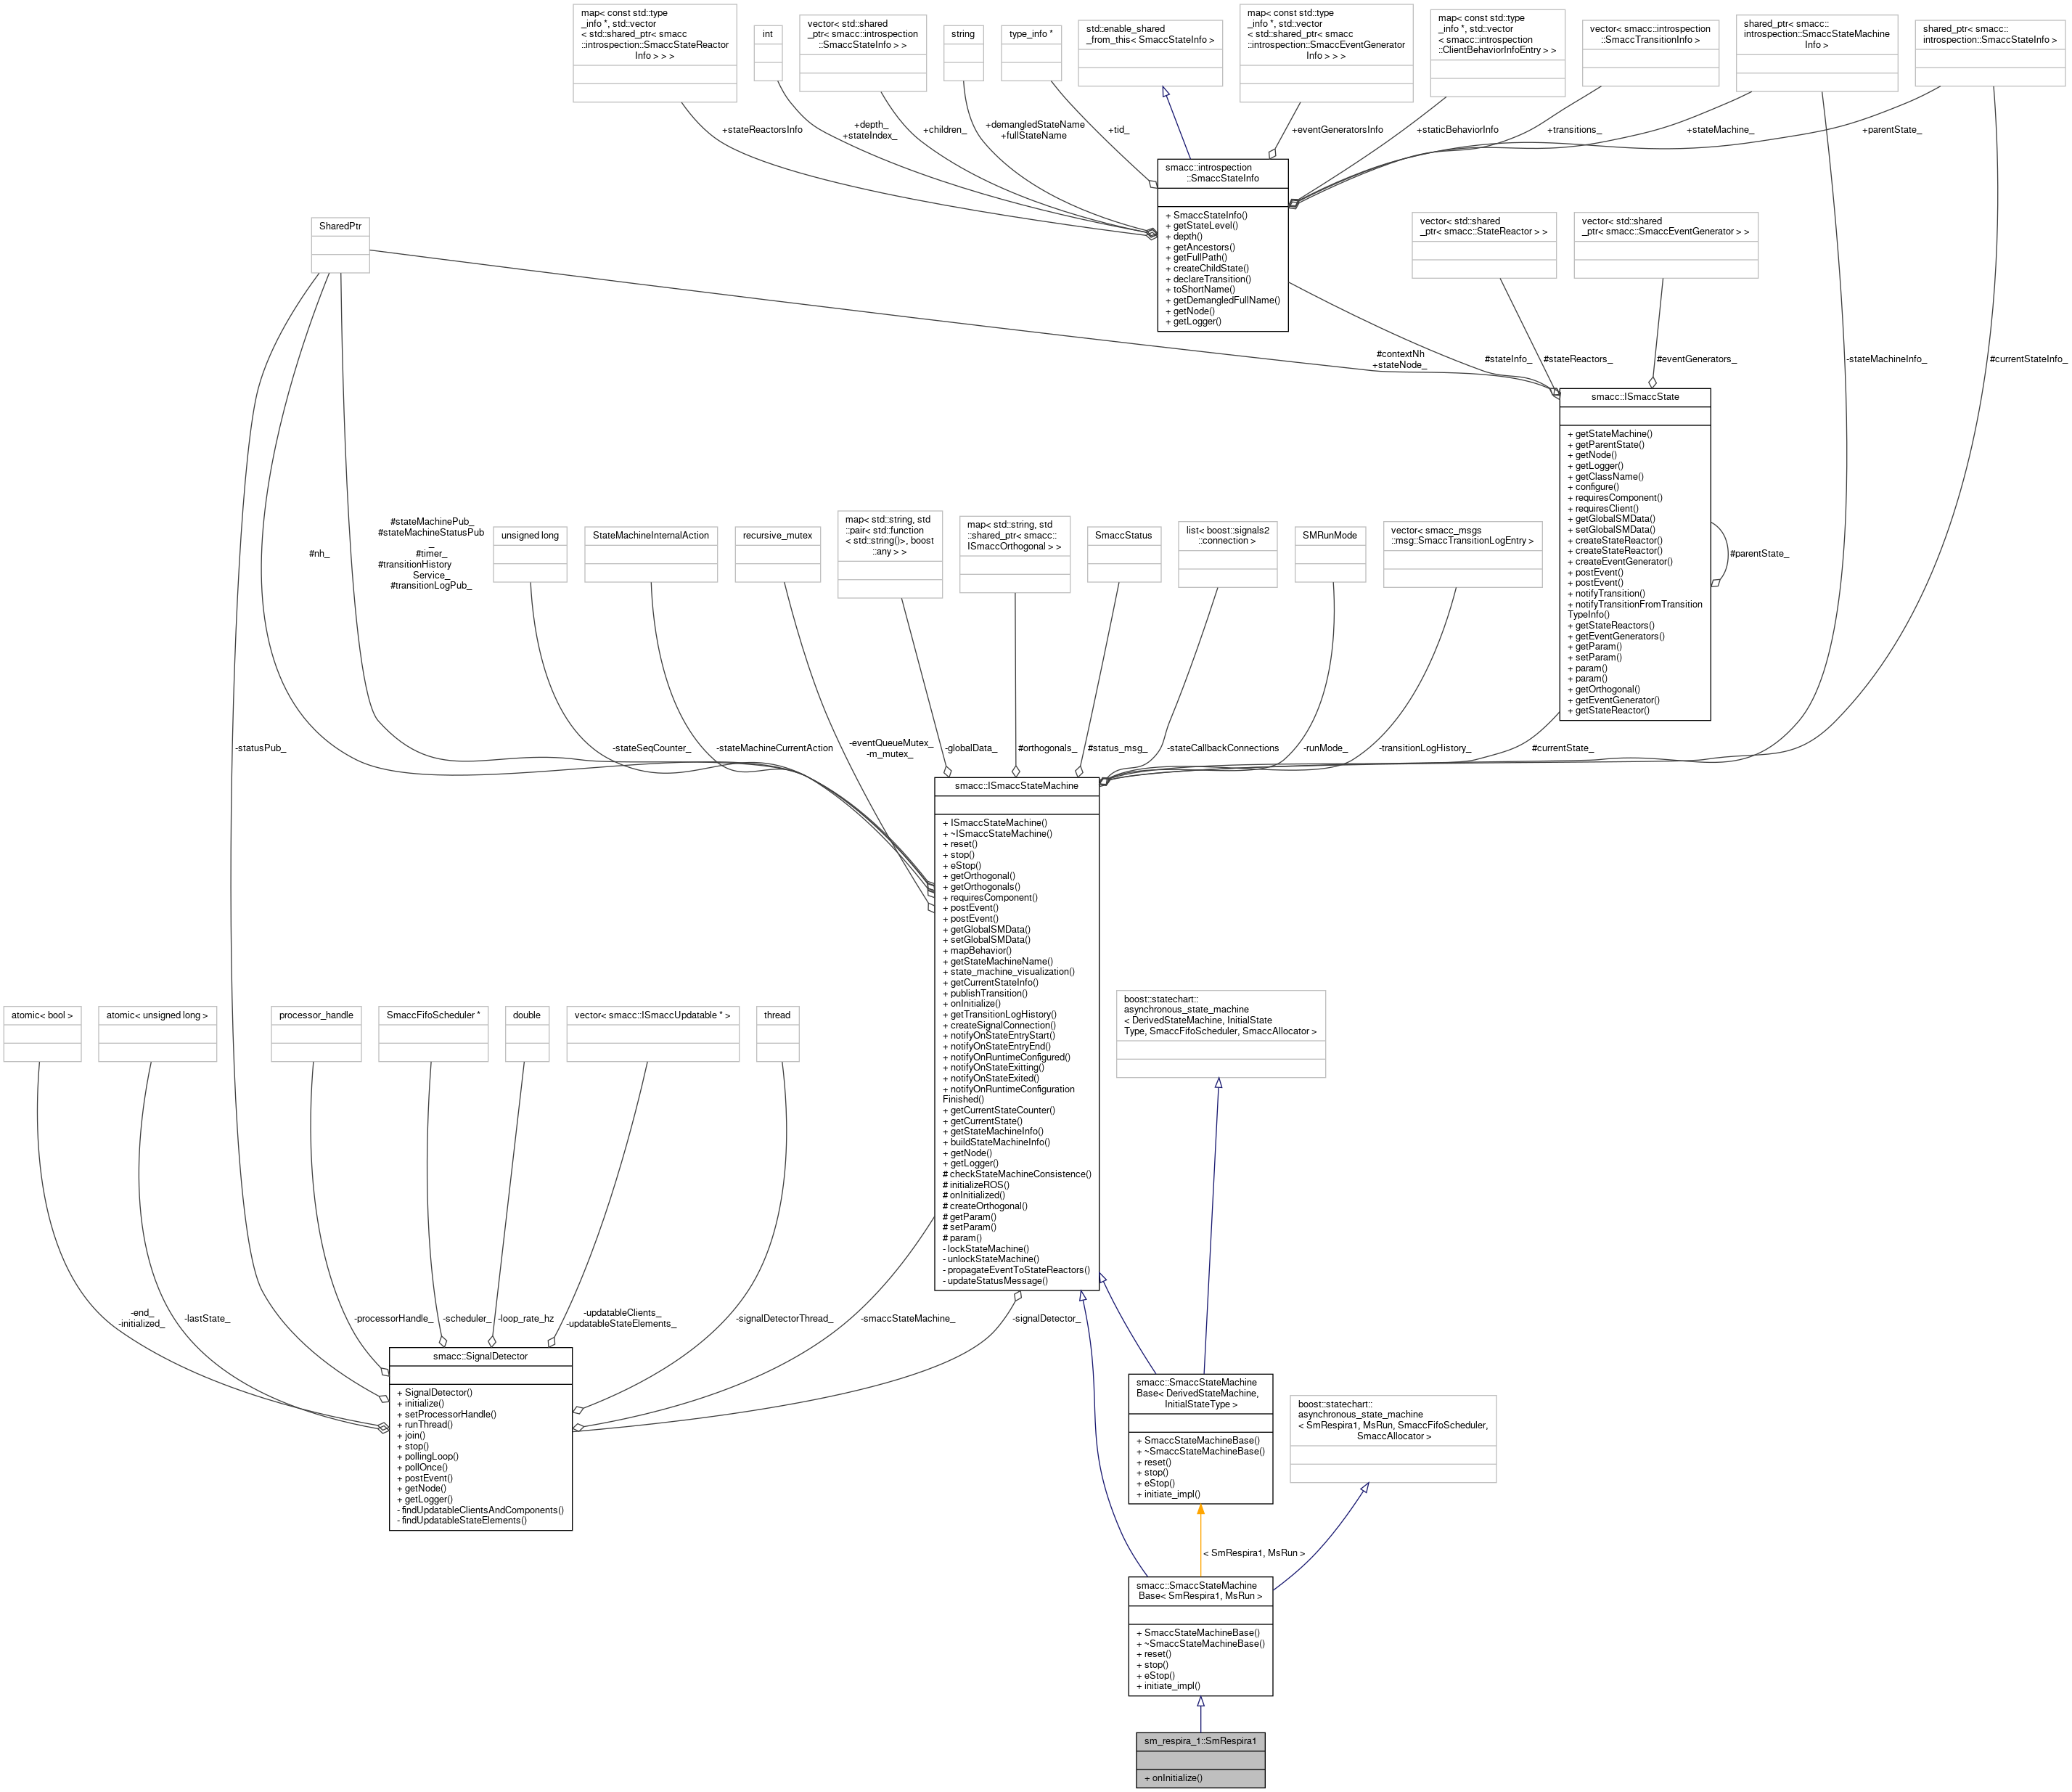 map< const std::type
_info *, std::vector
< std::shared_ptr< smacc
::introspection::SmaccStateReactor
Info > > >
int
vector< std::shared
_ptr< smacc::introspection
::SmaccStateInfo > >
string
type_info *
std::enable_shared
_from_this< SmaccStateInfo >
map< const std::type
_info *, std::vector
< std::shared_ptr< smacc
::introspection::SmaccEventGenerator
Info > > >
map< const std::type
_info *, std::vector
< smacc::introspection
::ClientBehaviorInfoEntry > >
vector< smacc::introspection
::SmaccTransitionInfo >
shared_ptr< smacc::
introspection::SmaccStateMachine
Info >
shared_ptr< smacc::
introspection::SmaccStateInfo >
+stateReactorsInfo
+depth_
+stateIndex_
+children_
+demangledStateName
+fullStateName
+tid_
+eventGeneratorsInfo
+staticBehaviorInfo
+transitions_
+stateMachine_
+parentState_
smacc::introspection
::SmaccStateInfo
+ SmaccStateInfo()
+ getStateLevel()
+ depth()
+ getAncestors()
+ getFullPath()
+ createChildState()
+ declareTransition()
+ toShortName()
+ getDemangledFullName()
+ getNode()
+ getLogger()
SharedPtr
vector< std::shared
_ptr< smacc::StateReactor > >
vector< std::shared
_ptr< smacc::SmaccEventGenerator > >
#contextNh
+stateNode_
#stateInfo_
#stateReactors_
#eventGenerators_
-stateMachineInfo_
#currentStateInfo_
smacc::ISmaccState
+ getStateMachine()
+ getParentState()
+ getNode()
+ getLogger()
+ getClassName()
+ configure()
+ requiresComponent()
+ requiresClient()
+ getGlobalSMData()
+ setGlobalSMData()
+ createStateReactor()
+ createStateReactor()
+ createEventGenerator()
+ postEvent()
+ postEvent()
+ notifyTransition()
+ notifyTransitionFromTransition
TypeInfo()
+ getStateReactors()
+ getEventGenerators()
+ getParam()
+ setParam()
+ param()
+ param()
+ getOrthogonal()
+ getEventGenerator()
+ getStateReactor()
#parentState_
#nh_
#stateMachinePub_
#stateMachineStatusPub
_
#timer_
#transitionHistory
Service_
#transitionLogPub_
unsigned long
StateMachineInternalAction
recursive_mutex
map< std::string, std
::pair< std::function
< std::string()>, boost
::any > >
map< std::string, std
::shared_ptr< smacc::
ISmaccOrthogonal > >
SmaccStatus
list< boost::signals2
::connection >
SMRunMode
vector< smacc_msgs
::msg::SmaccTransitionLogEntry >
-statusPub_
-stateSeqCounter_
-stateMachineCurrentAction
-eventQueueMutex_
-m_mutex_
-globalData_
#orthogonals_
#status_msg_
-stateCallbackConnections
-runMode_
-transitionLogHistory_
#currentState_
smacc::ISmaccStateMachine
+ ISmaccStateMachine()
+ ~ISmaccStateMachine()
+ reset()
+ stop()
+ eStop()
+ getOrthogonal()
+ getOrthogonals()
+ requiresComponent()
+ postEvent()
+ postEvent()
+ getGlobalSMData()
+ setGlobalSMData()
+ mapBehavior()
+ getStateMachineName()
+ state_machine_visualization()
+ getCurrentStateInfo()
+ publishTransition()
+ onInitialize()
+ getTransitionLogHistory()
+ createSignalConnection()
+ notifyOnStateEntryStart()
+ notifyOnStateEntryEnd()
+ notifyOnRuntimeConfigured()
+ notifyOnStateExitting()
+ notifyOnStateExited()
+ notifyOnRuntimeConfiguration
Finished()
+ getCurrentStateCounter()
+ getCurrentState()
+ getStateMachineInfo()
+ buildStateMachineInfo()
+ getNode()
+ getLogger()
# checkStateMachineConsistence()
# initializeROS()
# onInitialized()
# createOrthogonal()
# getParam()
# setParam()
# param()
- lockStateMachine()
- unlockStateMachine()
- propagateEventToStateReactors()
- updateStatusMessage()
atomic< bool >
atomic< unsigned long >
processor_handle
SmaccFifoScheduler *
double
vector< smacc::ISmaccUpdatable * >
thread
boost::statechart::
asynchronous_state_machine
< DerivedStateMachine, InitialState
Type, SmaccFifoScheduler, SmaccAllocator >
-end_
-initialized_
-lastState_
-processorHandle_
-scheduler_
-loop_rate_hz
-updatableClients_
-updatableStateElements_
-signalDetectorThread_
-smaccStateMachine_
-signalDetector_
smacc::SignalDetector
+ SignalDetector()
+ initialize()
+ setProcessorHandle()
+ runThread()
+ join()
+ stop()
+ pollingLoop()
+ pollOnce()
+ postEvent()
+ getNode()
+ getLogger()
- findUpdatableClientsAndComponents()
- findUpdatableStateElements()
smacc::SmaccStateMachine
Base< DerivedStateMachine,
InitialStateType >
+ SmaccStateMachineBase()
+ ~SmaccStateMachineBase()
+ reset()
+ stop()
+ eStop()
+ initiate_impl()
boost::statechart::
asynchronous_state_machine
< SmRespira1, MsRun, SmaccFifoScheduler,
SmaccAllocator >
< SmRespira1, MsRun >
smacc::SmaccStateMachine
Base< SmRespira1, MsRun >
+ SmaccStateMachineBase()
+ ~SmaccStateMachineBase()
+ reset()
+ stop()
+ eStop()
+ initiate_impl()
sm_respira_1::SmRespira1
+ onInitialize()